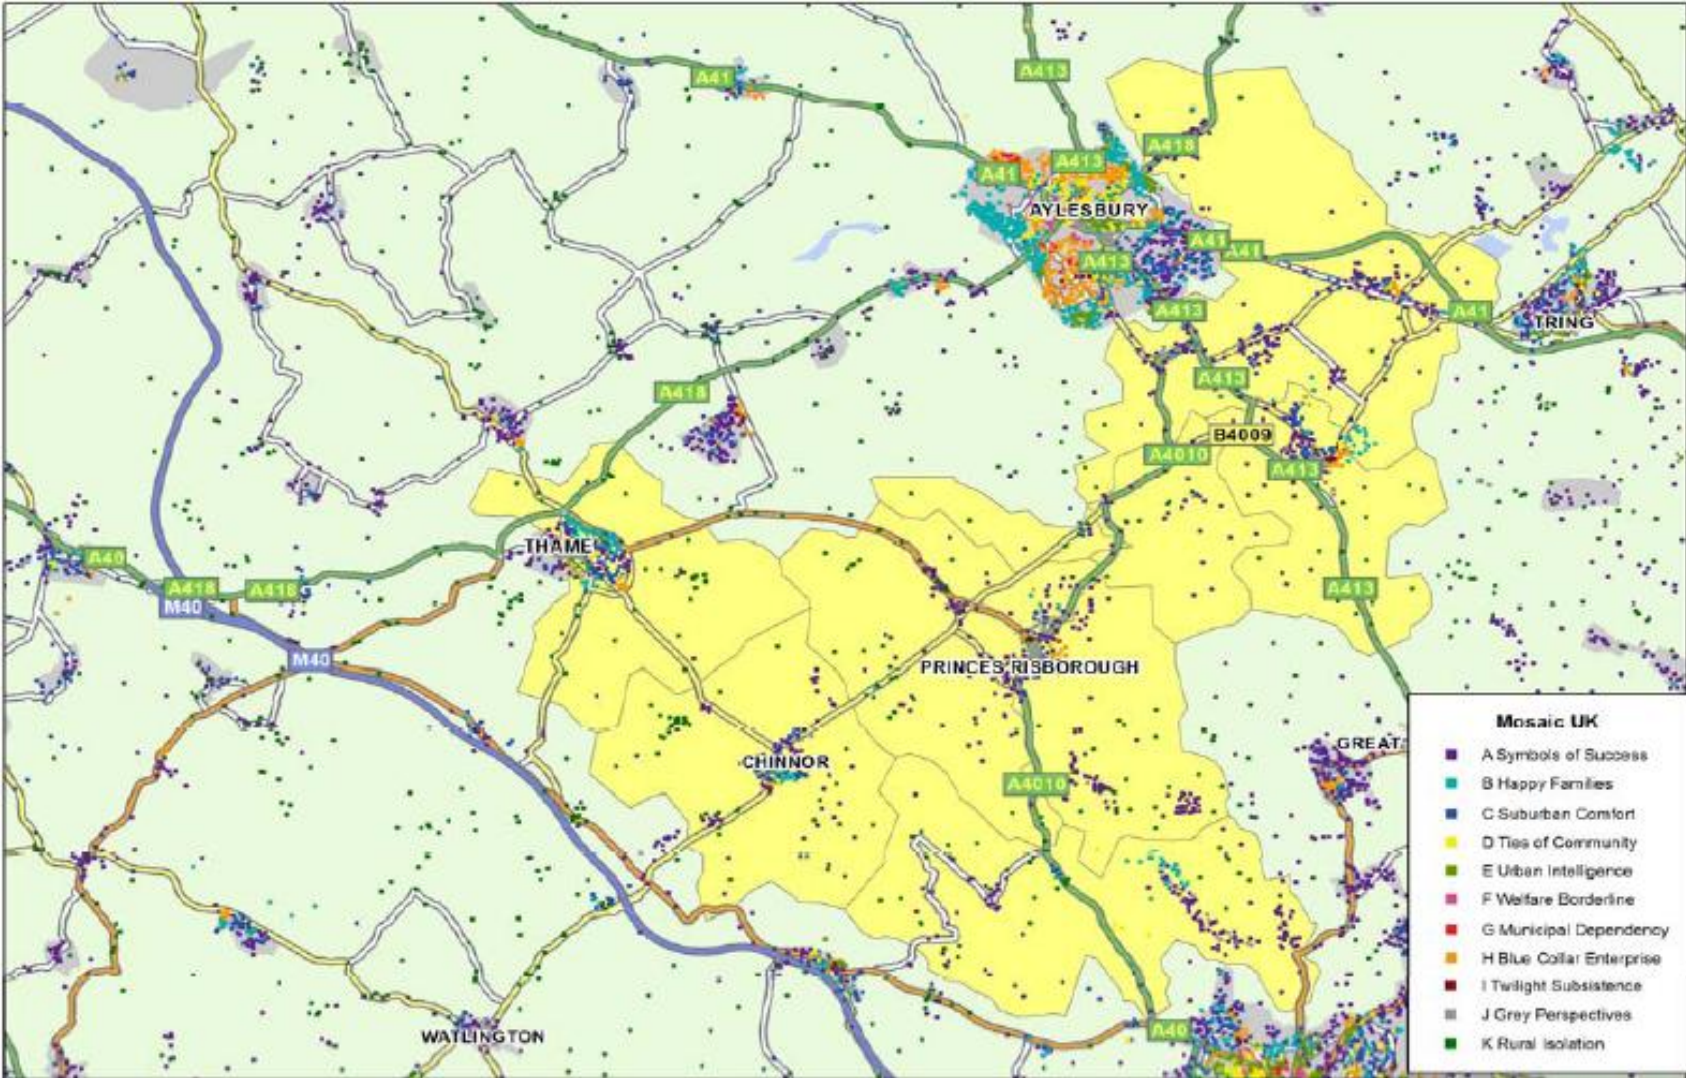 A41
A413
A418
A41
A413
AYLESBURY
A41
A41
A413
A413
A41
TRING
A413
A418
B4009
A4010
A413
THAME
A40
A418
A418
M40
A413
M40
PRINCES RISBOROUGH
CHINNOR
A4010
GREAT
WATLINGTON
A40
Mosaic UK
A Symbols of Success
B Happy Families
C Suburban Comfort
D Ties of Community
E Urban Intelligence
F Welfare Borderline
G Municipal Dependency
H Blue Collar Enterprise
I Twilight Subsistence
J Grey Perspectives
K Rural Isolation